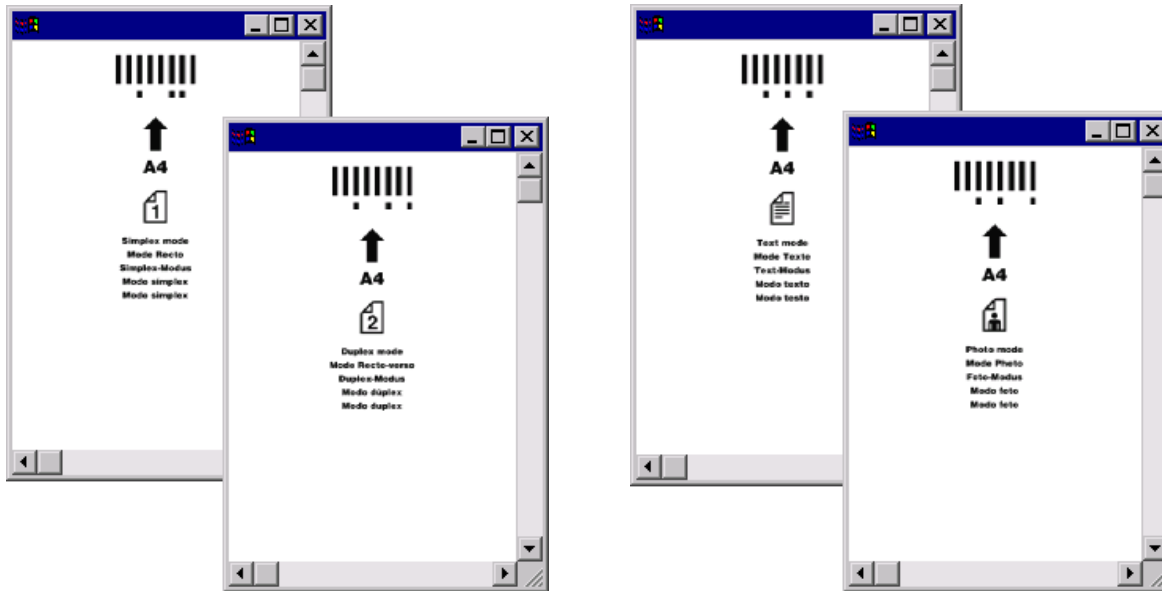 A4
1
Simplex mode
Mode Recto
Simplex-Modus
Modo simplex
Modo simplex
A4
2
Duplex mode
Mode Recto-verso
Duplex-Modus
Modo dúplex
Modo duplex
A4
Text mode
Mode Texte
Text-Modus
Modo texto
Modo testo
A4
Photo mode
Mode Photo
Foto-Modus
Modo foto
Modo foto